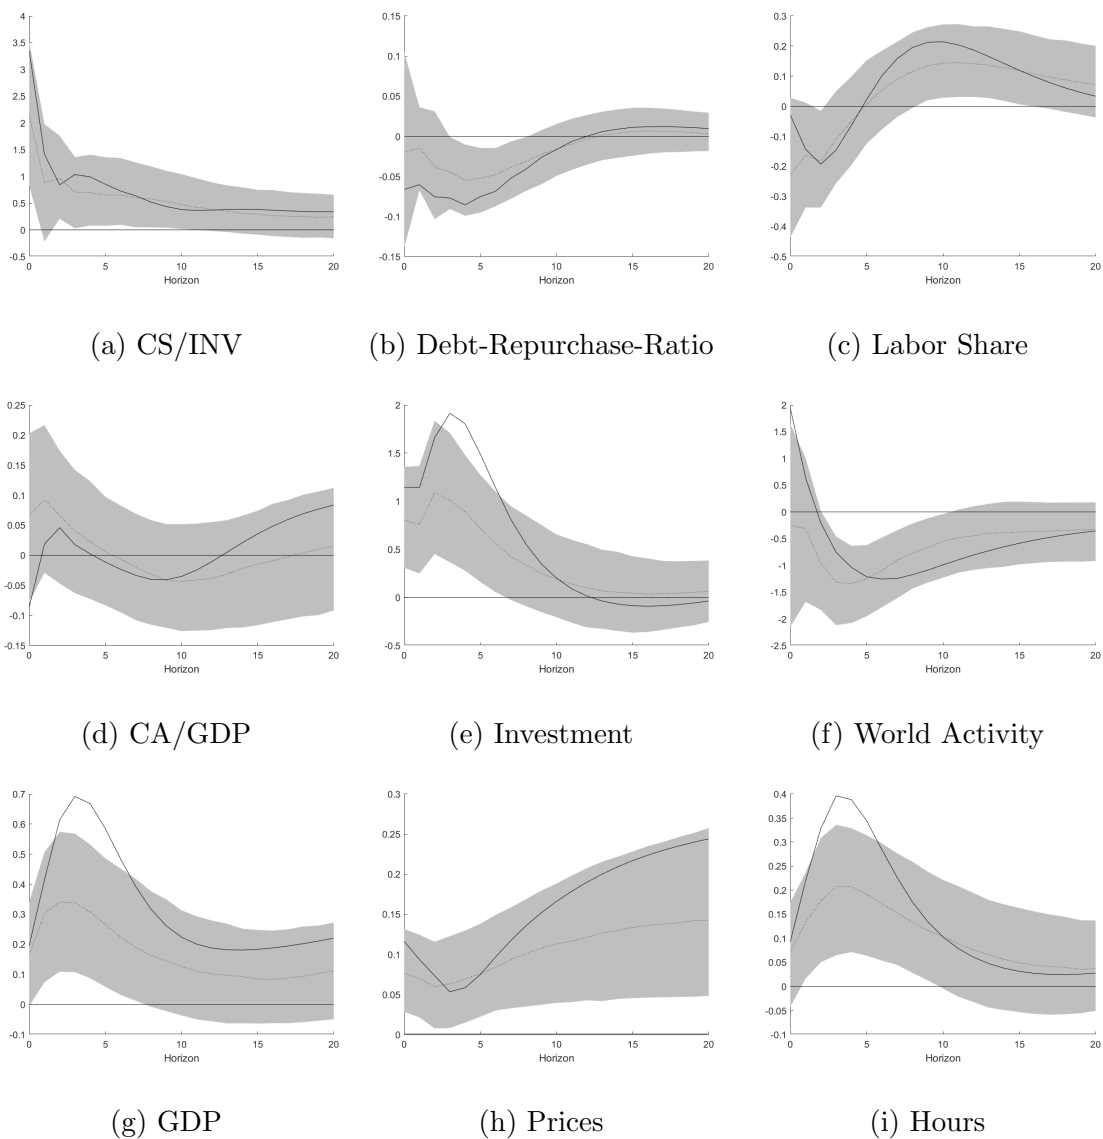 4
3.5
3
2.5
2
1.5
1
0.5
0
-0.5
0 5 10 15 20
Horizon
(a) CS/INV
0.15
0.1
0.05
0
-0.05
-0.1
-0.15
0 5 10 15 20
Horizon
(b) Debt-Repurchase-Ratio
0.3
0.2
0.1
0
-0.1
-0.2
-0.3
-0.4
-0.5
0 5 10 15 20
Horizon
(c) Labor Share
0.25
0.2
0.15
0.1
0.05
0
-0.05
-0.1
-0.15
0 5 10 15 20
Horizon
(d) CA/GDP
2
1.5
1
0.5
0
-0.5
0 5 10 15 20
Horizon
(e) Investment
2
1.5
1
0.5
0
-0.5
-1
-1.5
-2
-2.5
0 5 10 15 20
Horizon
(f) World Activity
0.7
0.6
0.5
0.4
0.3
0.2
0.1
0
-0.1
0 5 10 15 20
Horizon
(g) GDP
0.3
0.25
0.2
0.15
0.1
0.05
0
0 5 10 15 20
Horizon
(h) Prices
0.4
0.35
0.3
0.25
0.2
0.15
0.1
0.05
0
-0.05
-0.1
0 5 10 15 20
Horizon
(i) Hours